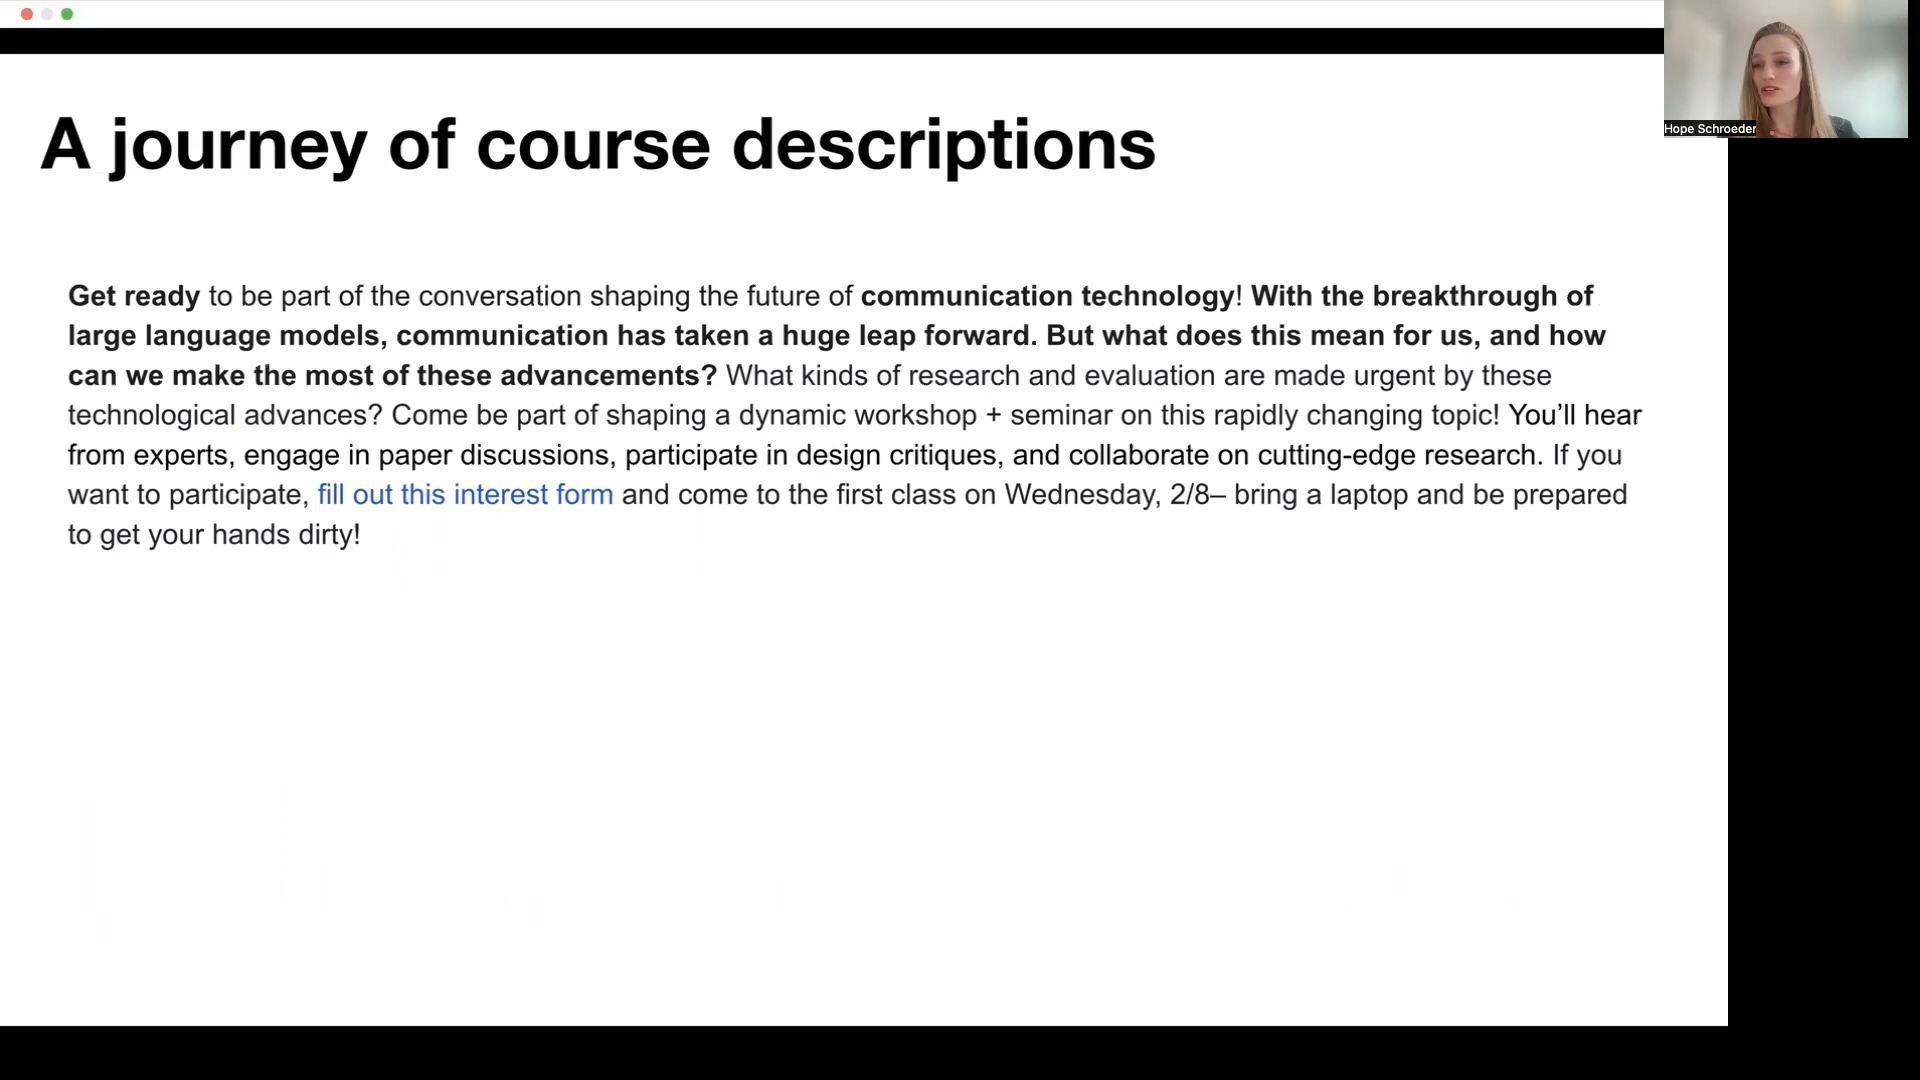 Hope Schroeder
A journey of course descriptions
Get ready to be part of the conversation shaping the future of communication technology! With the breakthrough of
large language models, communication has taken a huge leap forward. But what does this mean for us, and how
can we make the most of these advancements? What kinds of research and evaluation are made urgent by these
technological advances? Come be part of shaping a dynamic workshop + seminar on this rapidly changing topic! You’ll hear
from experts, engage in paper discussions, participate in design critiques, and collaborate on cutting-edge research. If you
want to participate, fill out this interest form and come to the first class on Wednesday, 2/8– bring a laptop and be prepared
to get your hands dirty!